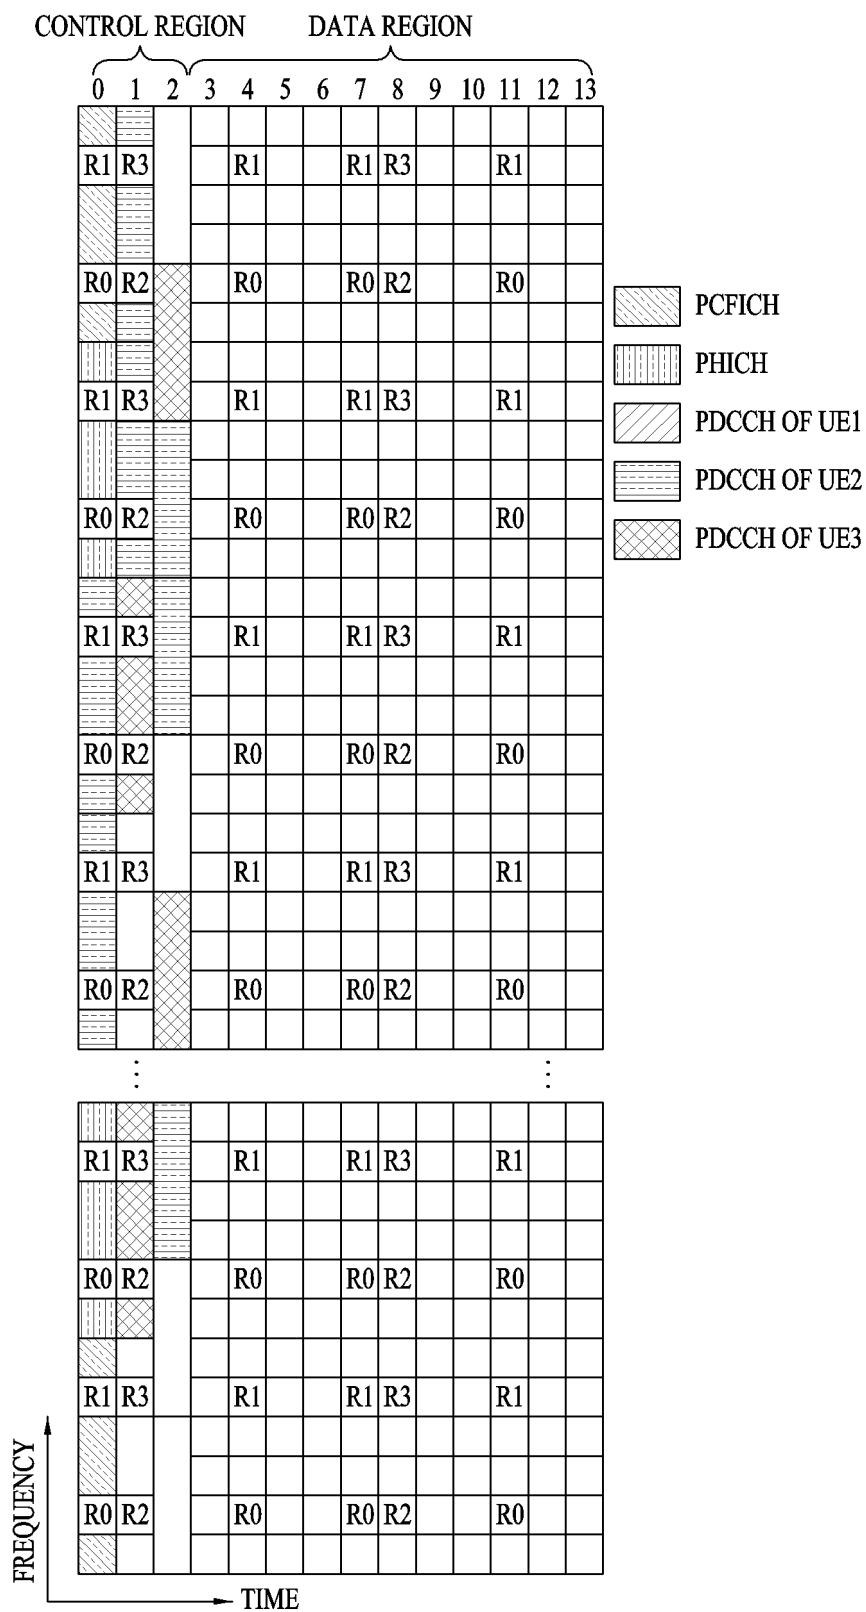 CONTROL REGION DATA REGION
0 1 2 3 4 5 6 7 8 9 10 11 12 13
R1 R3 R1 R1 R3 R1
R0 R2 R0 R0 R2 R0
PCFICH
PHICH
R1 R3 R1 R1 R3 R1
PDCCH OF UE1
PDCCH OF UE2
R0 R2 R0 R0 R2 R0
PDCCH OF UE3
R1 R3 R1 R1 R3 R1
R0 R2 R0 R0 R2 R0
R1 R3 R1 R1 R3 R1
R0 R2 R0 R0 R2 R0
R1 R3 R1 R1 R3 R1
R0 R2 R0 R0 R2 R0
R1 R3 R1 R1 R3 R1
R0 R2 R0 R0 R2 R0
FREQUENCY
TIME